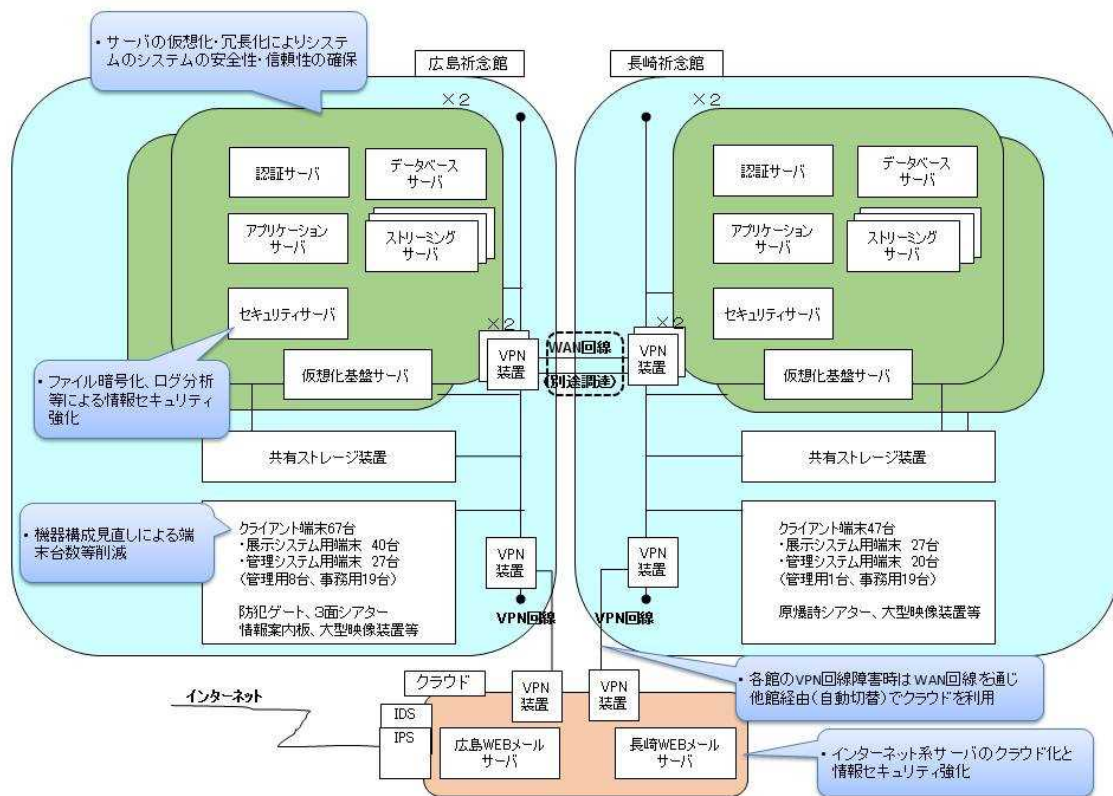 ・サーバの仮想化・冗長化によりシステ
ムのシステムの安全性・信頼性の確保
広島祈念館
×2
認証サーバ
データベース
サーバ
アプリケーション
サーバ
ストリーミング
サーバ
セキュリティサーバ
仮想化基盤サーバ
×2
VPN
装置
・ファイル暗号化、ログ分析
等による情報セキュリティ
強化
共有ストレージ装置
・機器構成見直しによる端
末台数等削減
クライアント端末67台
・展示システム用端末 40台
・管理システム用端末 27台
(管理用8台、事務用19台)
防犯ゲート、3面シアター
情報案内板、大型映像装置等
VPN
装置
VPN回線
WAN回線
(別途調達)
長崎祈念館
×2
認証サーバ
データベース
サーバ
アプリケーション
サーバ
ストリーミング
サーバ
セキュリティサーバ
仮想化基盤サーバ
×2
VPN
装置
共有ストレージ装置
クライアント端末47台
・展示システム用端末 27台
・管理システム用端末 20台
(管理用1台、事務用19台)
原爆詩シアター、大型映像装置等
VPN
装置
VPN回線
・各館のVPN回線障害時はWAN回線を通じ
他館経由(自動切替)でクラウドを利用
クラウド
VPN
装置
VPN
装置
インターネット
IDS
IPS
広島WEBメール
サーバ
長崎WEBメール
サーバ
・インターネット系サーバのクラウド化と
情報セキュリティ強化